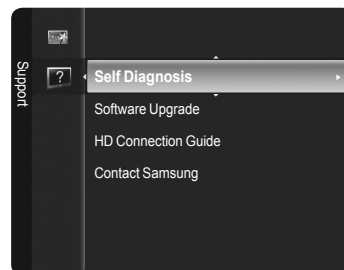 Support
?
Self Diagnosis
Software Upgrade
HD Connection Guide
Contact Samsung